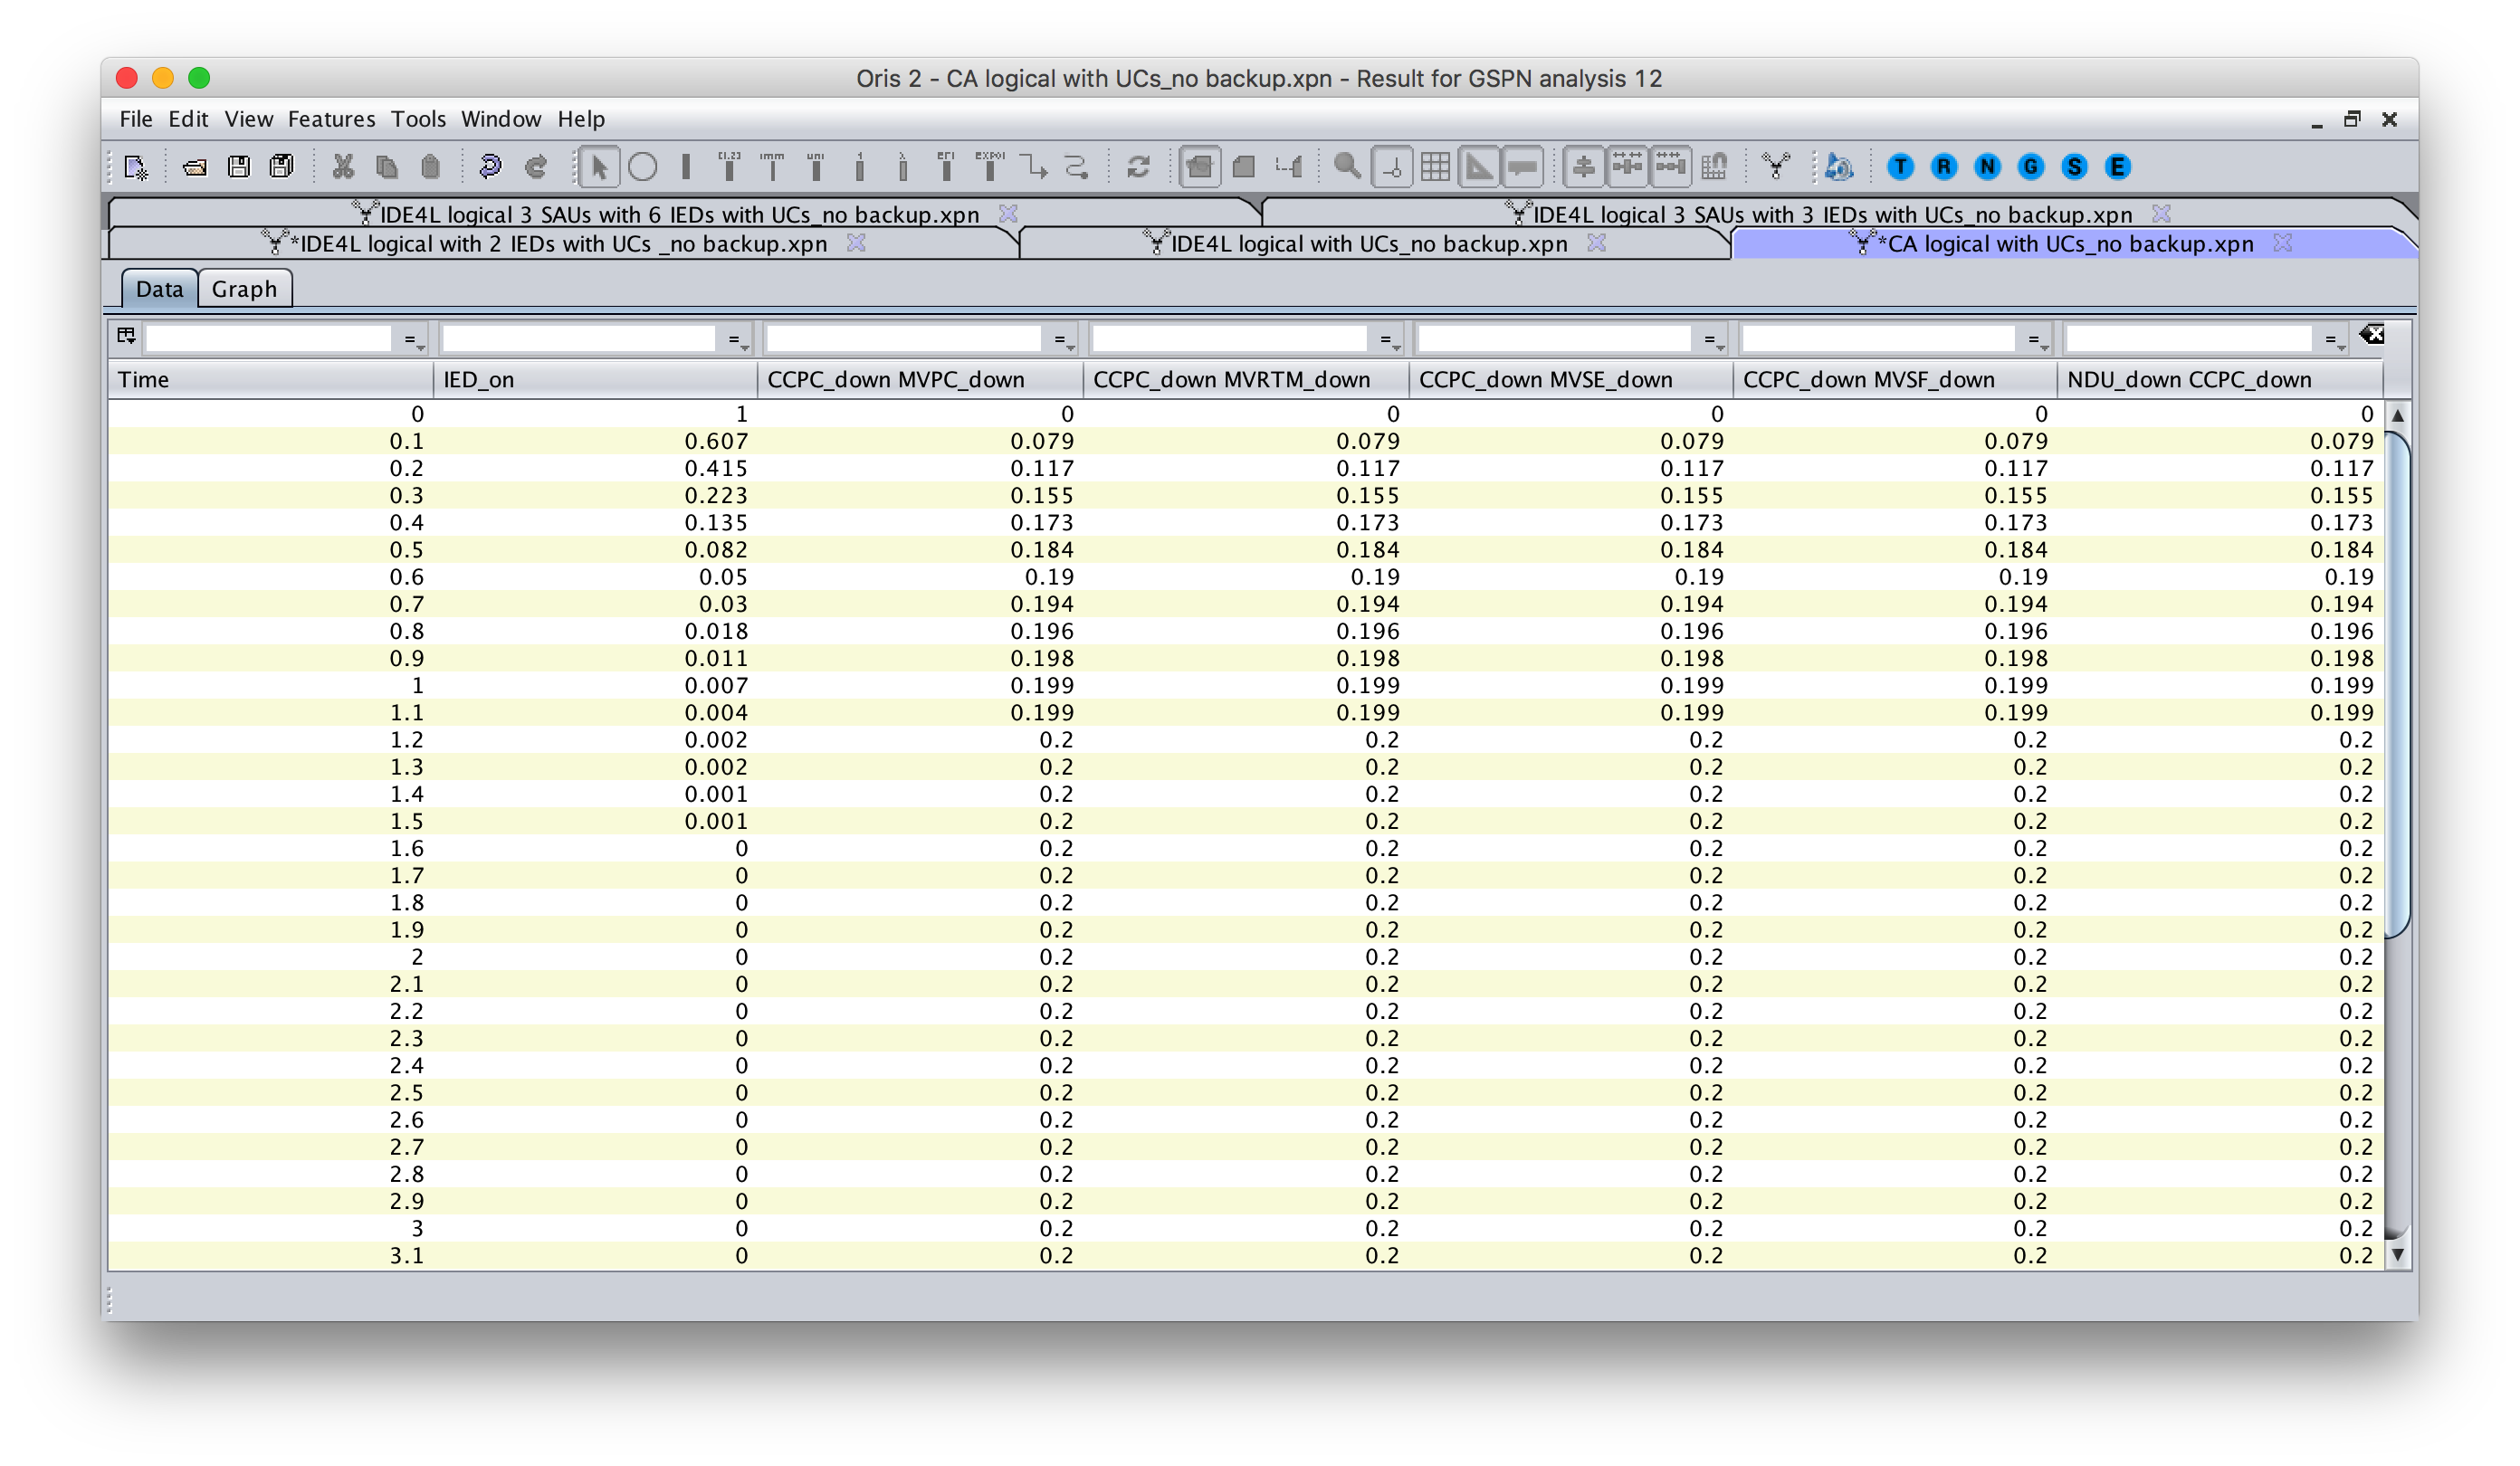 Oris 2 - CA logical with UCs_no backup.xpn - Result for GSPN analysis 12
File Edit View Features Tools Window Help
T R N G S E
IDE4L logical 3 SAUs with 6 IEDs with UCs_no backup.xpn IDE4L logical 3 SAUs with 3 IEDs with UCs_no backup.xpn
*IDE4L logical with 2 IEDs with UCs _no backup.xpn IDE4L logical with UCs_no backup.xpn *CA logical with UCs_no backup.xpn
Data Graph
= = = = = = =
Time IED_on CCPC_down MVPC_down CCPC_down MVRTM_down CCPC_down MVSE_down CCPC_down MVSF_down NDU_down CCPC_down
0 1 0 0 0 0 0
0.1 0.607 0.079 0.079 0.079 0.079 0.079
0.2 0.415 0.117 0.117 0.117 0.117 0.117
0.3 0.223 0.155 0.155 0.155 0.155 0.155
0.4 0.135 0.173 0.173 0.173 0.173 0.173
0.5 0.082 0.184 0.184 0.184 0.184 0.184
0.6 0.05 0.19 0.19 0.19 0.19 0.19
0.7 0.03 0.194 0.194 0.194 0.194 0.194
0.8 0.018 0.196 0.196 0.196 0.196 0.196
0.9 0.011 0.198 0.198 0.198 0.198 0.198
1 0.007 0.199 0.199 0.199 0.199 0.199
1.1 0.004 0.199 0.199 0.199 0.199 0.199
1.2 0.002 0.2 0.2 0.2 0.2 0.2
1.3 0.002 0.2 0.2 0.2 0.2 0.2
1.4 0.001 0.2 0.2 0.2 0.2 0.2
1.5 0.001 0.2 0.2 0.2 0.2 0.2
1.6 0 0.2 0.2 0.2 0.2 0.2
1.7 0 0.2 0.2 0.2 0.2 0.2
1.8 0 0.2 0.2 0.2 0.2 0.2
1.9 0 0.2 0.2 0.2 0.2 0.2
2 0 0.2 0.2 0.2 0.2 0.2
2.1 0 0.2 0.2 0.2 0.2 0.2
2.2 0 0.2 0.2 0.2 0.2 0.2
2.3 0 0.2 0.2 0.2 0.2 0.2
2.4 0 0.2 0.2 0.2 0.2 0.2
2.5 0 0.2 0.2 0.2 0.2 0.2
2.6 0 0.2 0.2 0.2 0.2 0.2
2.7 0 0.2 0.2 0.2 0.2 0.2
2.8 0 0.2 0.2 0.2 0.2 0.2
2.9 0 0.2 0.2 0.2 0.2 0.2
3 0 0.2 0.2 0.2 0.2 0.2
3.1 0 0.2 0.2 0.2 0.2 0.2